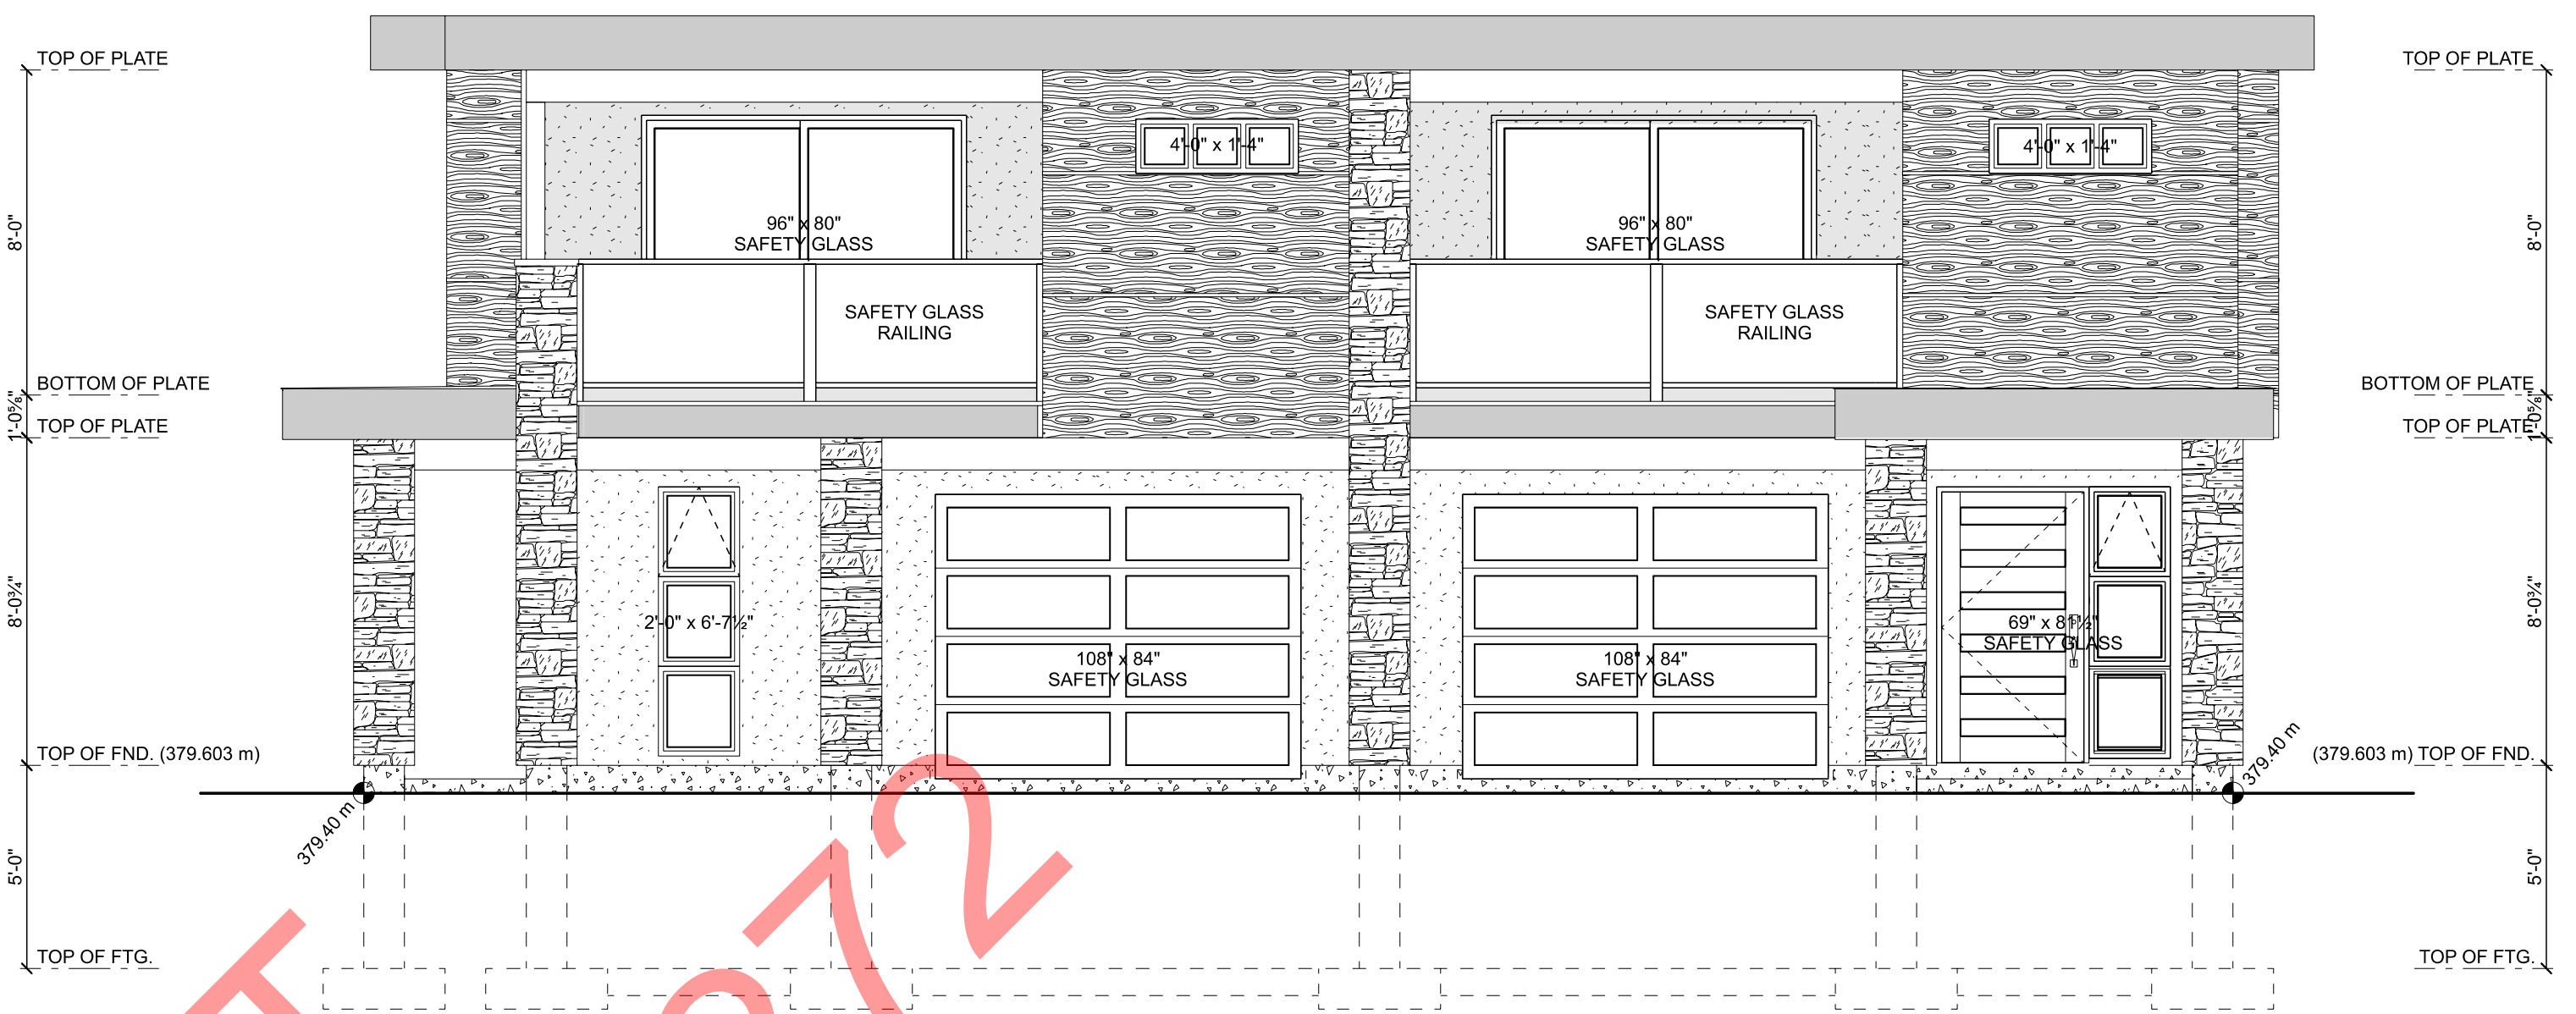 TOP OF PLATE
TOP OF PLATE
4'-0" x 1'-4"
4'-0" x 1'-4"
8'-0"
96" x 80"
SAFETY GLASS
96" x 80"
SAFETY GLASS
8'-0"
SAFETY GLASS
RAILING
SAFETY GLASS
RAILING
BOTTOM OF PLATE
BOTTOM OF PLATE
1'-0⅝"
1'-0⅝"
TOP OF PLATE
TOP OF PLATE
8'-0¾"
2'-0" x 6'-7½"
69" x 81½"
SAFETY GLASS
8'-0¾"
108" x 84"
SAFETY GLASS
108" x 84"
SAFETY GLASS
TOP OF FND. (379.603 m)
(379.603 m) TOP OF FND.
379.40 m
379.40 m
5'-0"
5'-0"
TOP OF FTG.
TOP OF FTG.
T
72